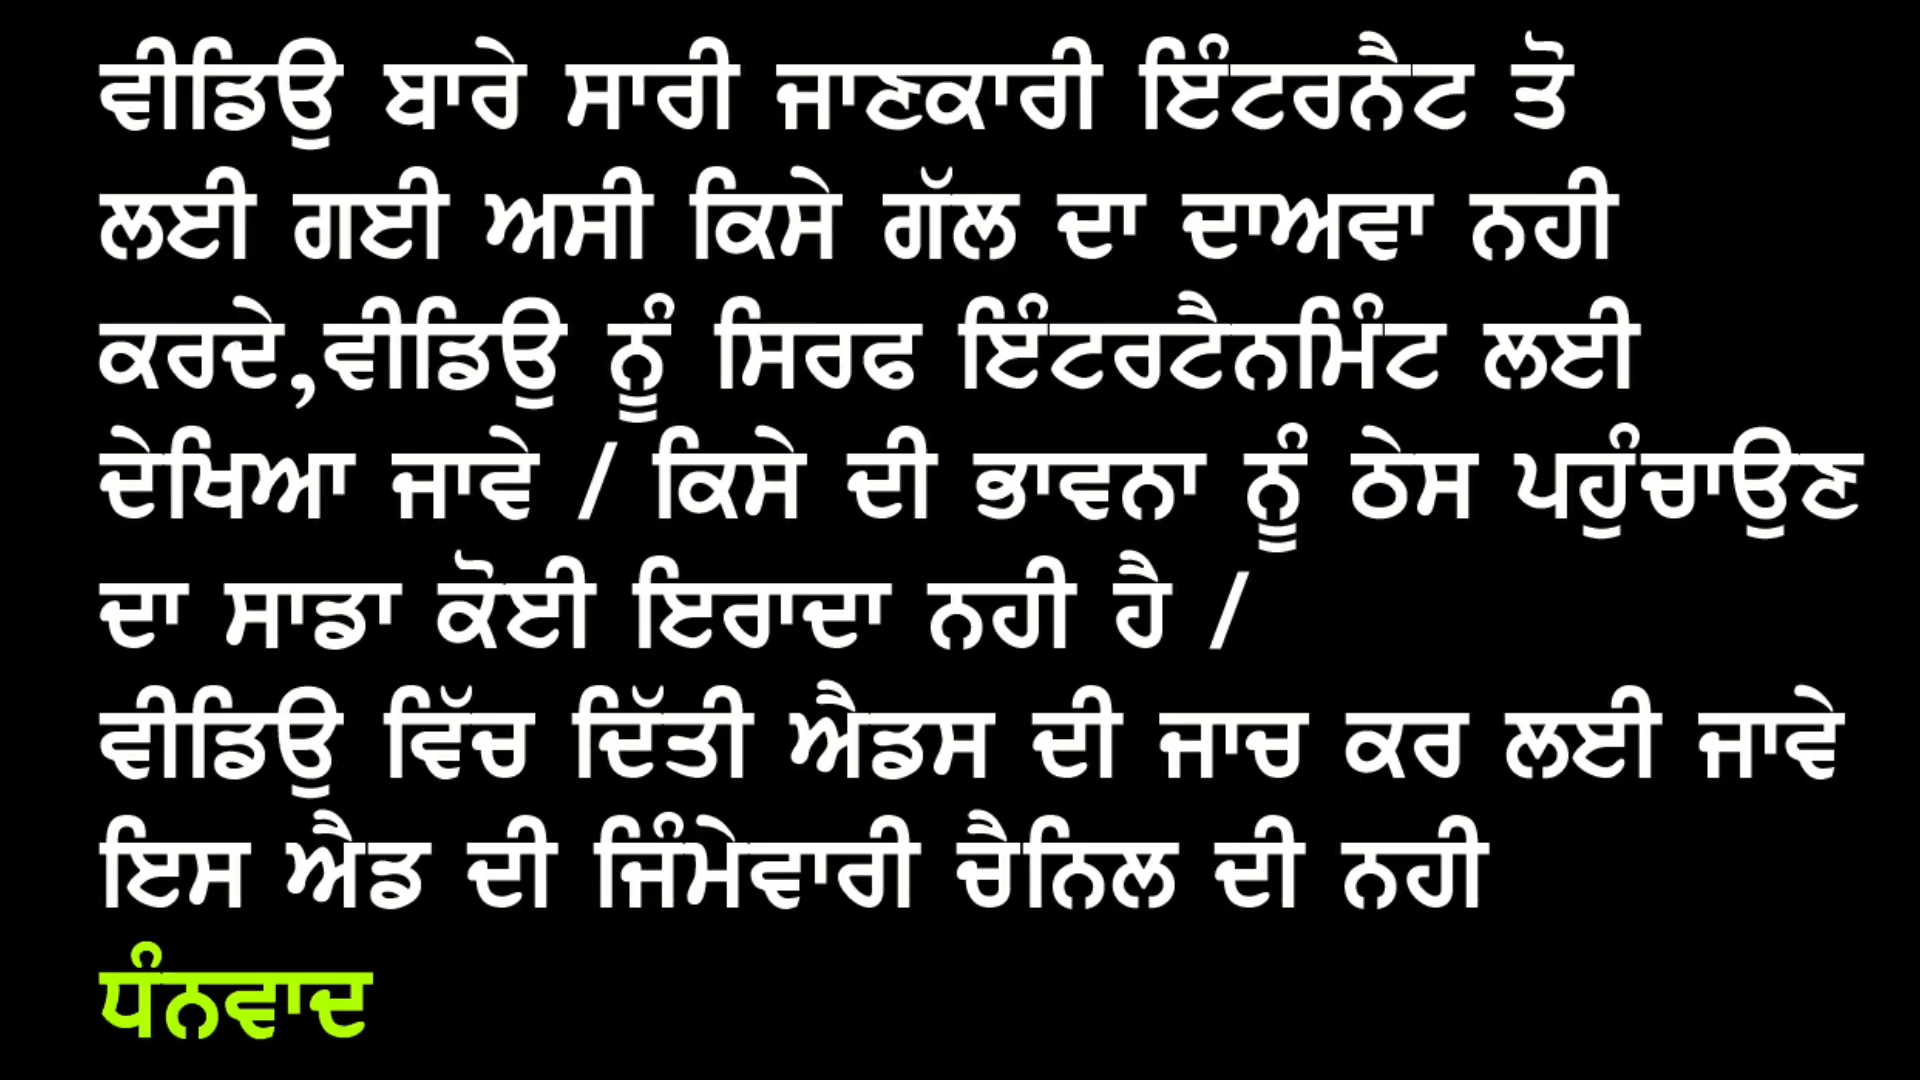 ਵੀਡਿਉ ਬਾਰੇ ਸਾਰੀ ਜਾਣਕਾਰੀ ਇੰਟਰਨੈਟ ਤੋ
ਲਈ ਗਈ ਅਸੀ ਕਿਸੇ ਗੱਲ ਦਾ ਦਾਅਵਾ ਨਹੀ
ਕਰਦੇ,ਵੀਡਿਉ ਨੂੰ ਸਿਰਫ ਇੰਟਰਟੈਨਮਿੰਟ ਲਈ
ਦੇਖਿਆ ਜਾਵੇ / ਕਿਸੇ ਦੀ ਭਾਵਨਾ ਨੂੰ ਠੇਸ ਪਹੁੰਚਾਉਣ
ਦਾ ਸਾਡਾ ਕੋਈ ਇਰਾਦਾ ਨਹੀ ਹੈ /
ਵੀਡਿਉ ਵਿੱਚ ਦਿੱਤੀ ਐਡਸ ਦੀ ਜਾਚ ਕਰ ਲਈ ਜਾਵੇ
ਇਸ ਐਡ ਦੀ ਜਿੰਮੇਵਾਰੀ ਚੈਨਿਲ ਦੀ ਨਹੀ
ਧੰਨਵਾਦ